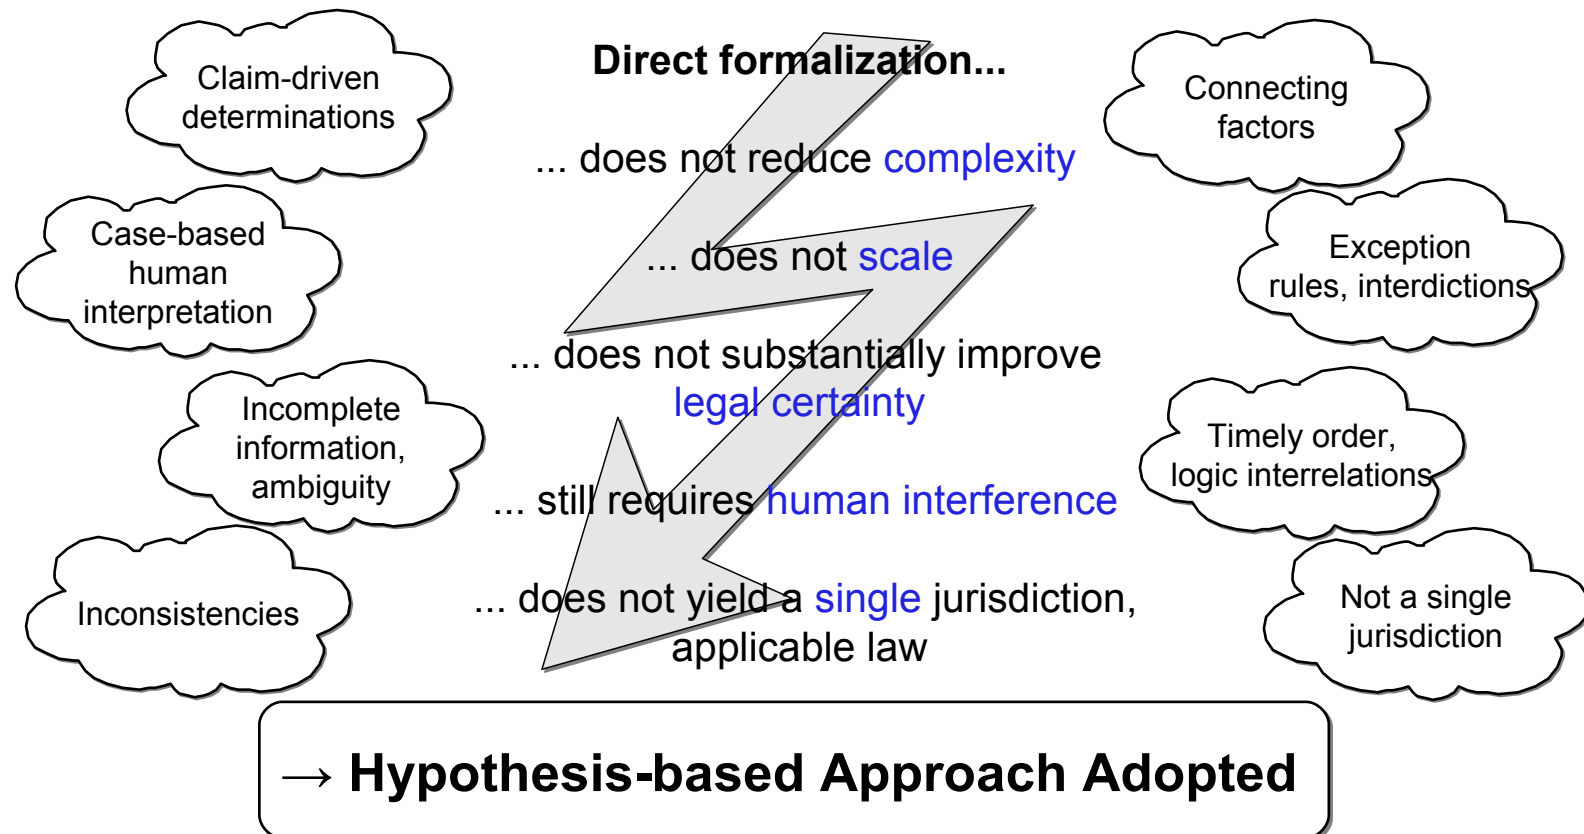 Direct formalization...
... does not reduce complexity
... does not scale
... does not substantially improve
legal certainty
... still requires human interference
... does not yield a single jurisdiction,
applicable law
Claim-driven
determinations
Case-based
human
interpretation
Incomplete
information,
ambiguity
Inconsistencies
Connecting
factors
Exception
rules, interdictions
Timely order,
logic interrelations
Not a single
jurisdiction
→ Hypothesis-based Approach Adopted